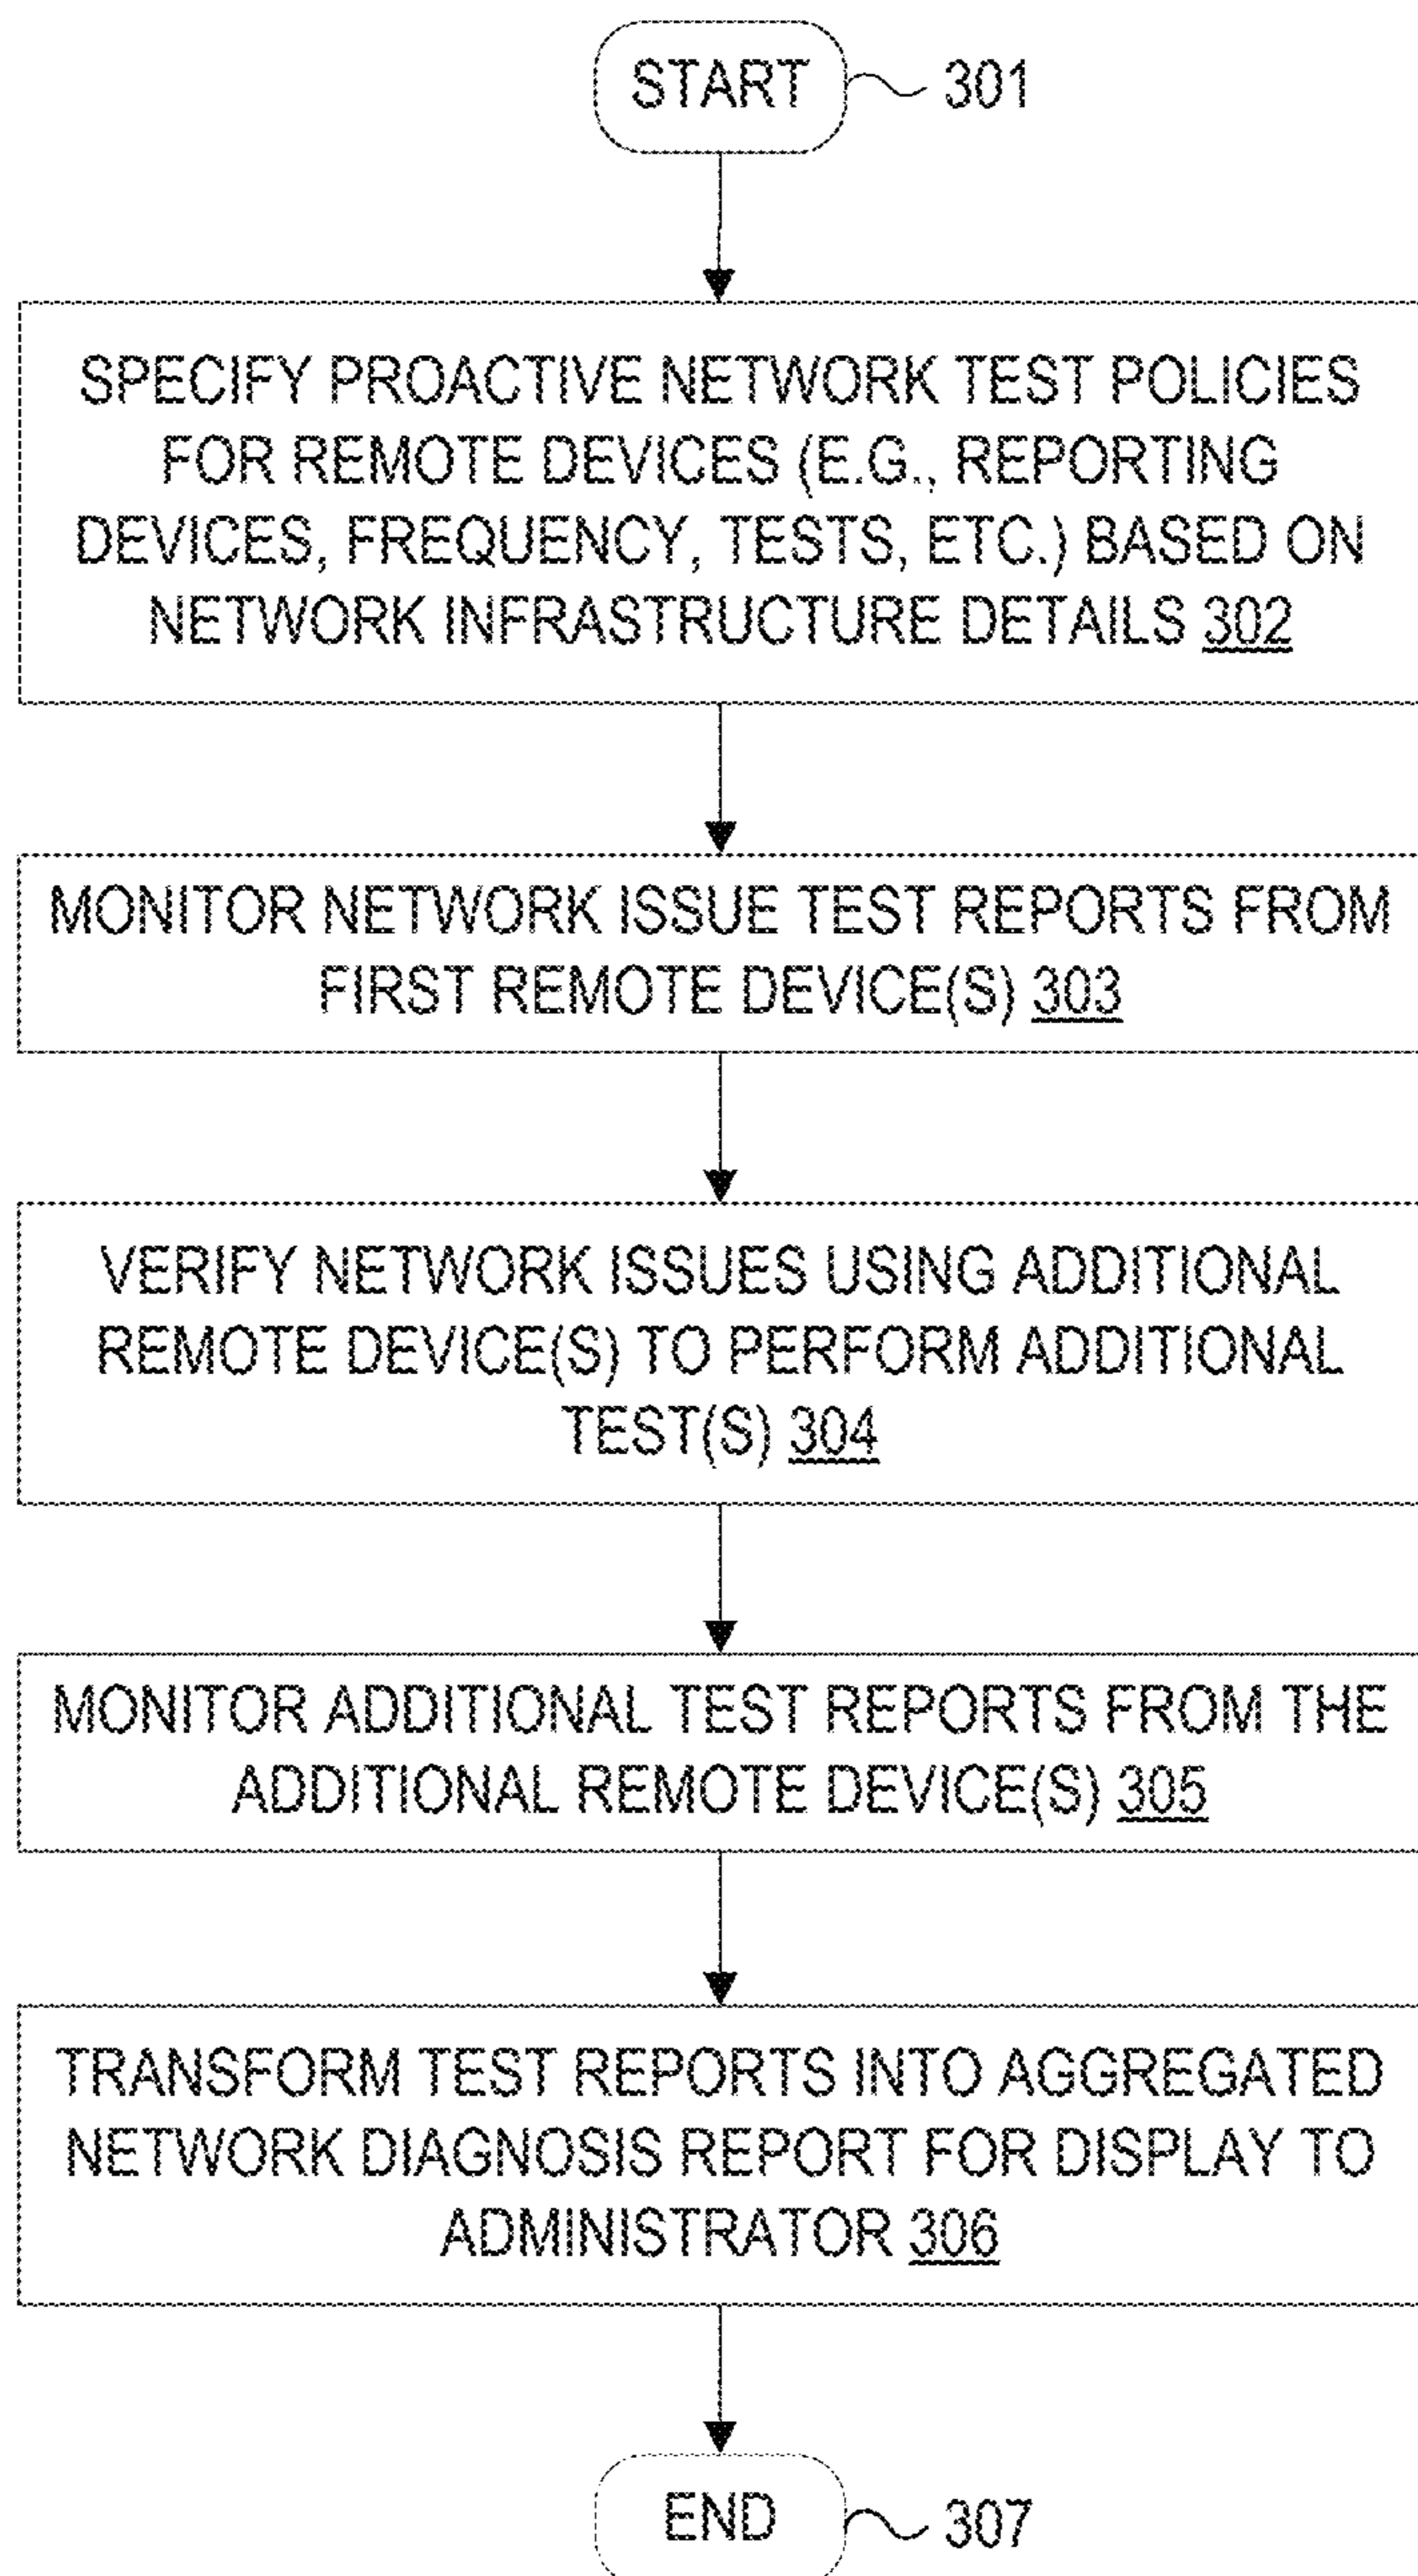 START 301
SPECIFY PROACTIVE NETWORK TEST POLICIES
FOR REMOTE DEVICES (E.G., REPORTING
DEVICES, FREQUENCY, TESTS, ETC.) BASED ON
NETWORK INFRASTRUCTURE DETAILS 302
MONITOR NETWORK ISSUE TEST REPORTS FROM
FIRST REMOTE DEVICE(S) 303
VERIFY NETWORK ISSUES USING ADDITIONAL
REMOTE DEVICE(S) TO PERFORM ADDITIONAL
TEST(S) 304
MONITOR ADDITIONAL TEST REPORTS FROM THE
ADDITIONAL REMOTE DEVICE(S) 305
TRANSFORM TEST REPORTS INTO AGGREGATED
NETWORK DIAGNOSIS REPORT FOR DISPLAY TO
ADMINISTRATOR 306
END 307